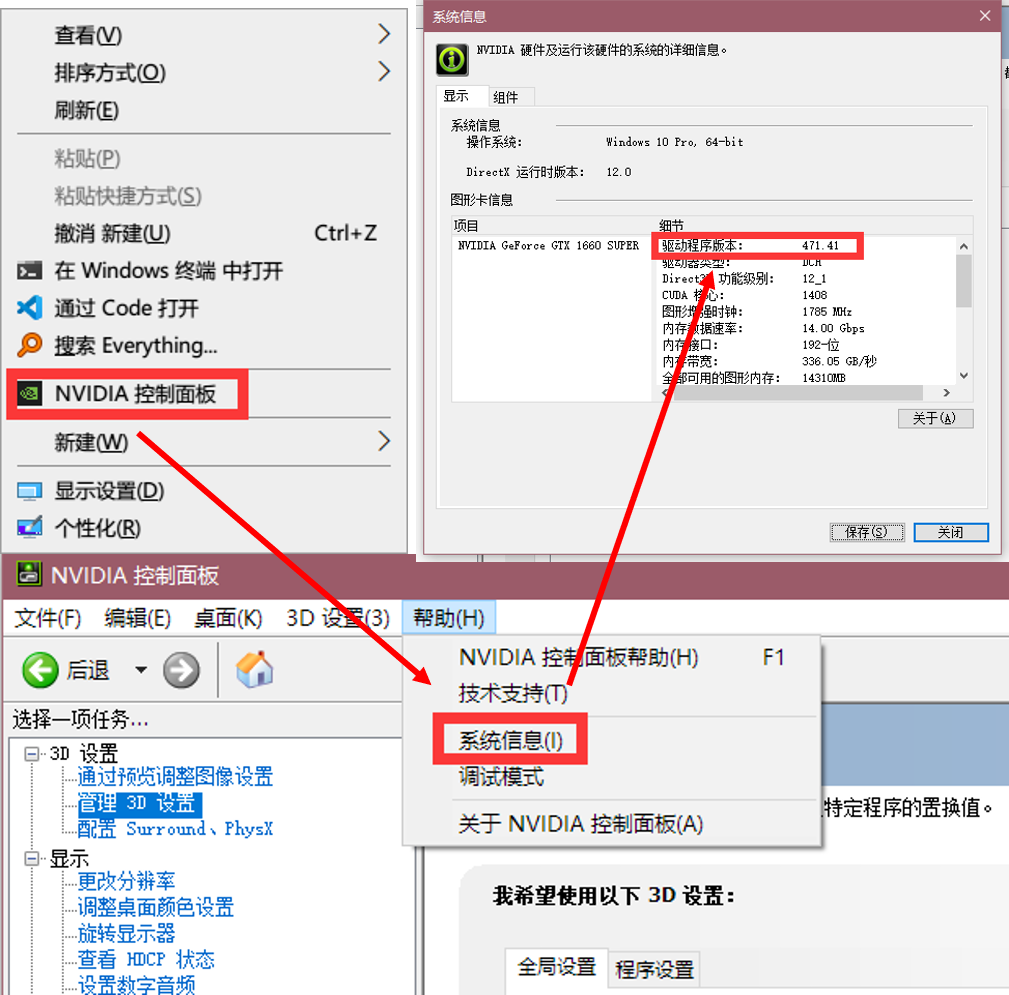 查看(V)
排序方式(O)
刷新(E)
粘贴(P)
粘贴快捷方式(S)
撤消 新建(U) Ctrl+Z
在 Windows 终端 中打开
通过 Code 打开
搜索 Everything...
NVIDIA 控制面板
新建(W)
显示设置(D)
个性化(R)
系统信息
NVIDIA 硬件及运行该硬件的系统的详细信息。
显示 组件
系统信息
操作系统: Windows 10 Pro, 64-bit
DirectX 运行时版本: 12.0
图形卡信息
项目 细节
NVIDIA GeForce GTX 1660 SUPER 驱动程序版本: 471.41
驱动器类型: DCH
Direct3D 功能级别: 12_1
CUDA 核心: 1408
图形增强时钟: 1785 MHz
内存数据速率: 14.00 Gbps
内存接口: 192-位
内存带宽: 336.05 GB/秒
全部可用的图形内存: 14310MB
关于(A)
保存(S) 关闭
NVIDIA 控制面板
文件(F) 编辑(E) 桌面(K) 3D 设置(3) 帮助(H)
后退
NVIDIA 控制面板帮助(H) F1
技术支持(T)
系统信息(I)
调试模式
关于 NVIDIA 控制面板(A)
选择一项任务...
3D 设置
通过预览调整图像设置
管理 3D 设置
配置 Surround、PhysX
显示
更改分辨率
调整桌面颜色设置
旋转显示器
查看 HDCP 状态
设置数字音频
特定程序的置换值。
我希望使用以下 3D 设置:
全局设置 程序设置